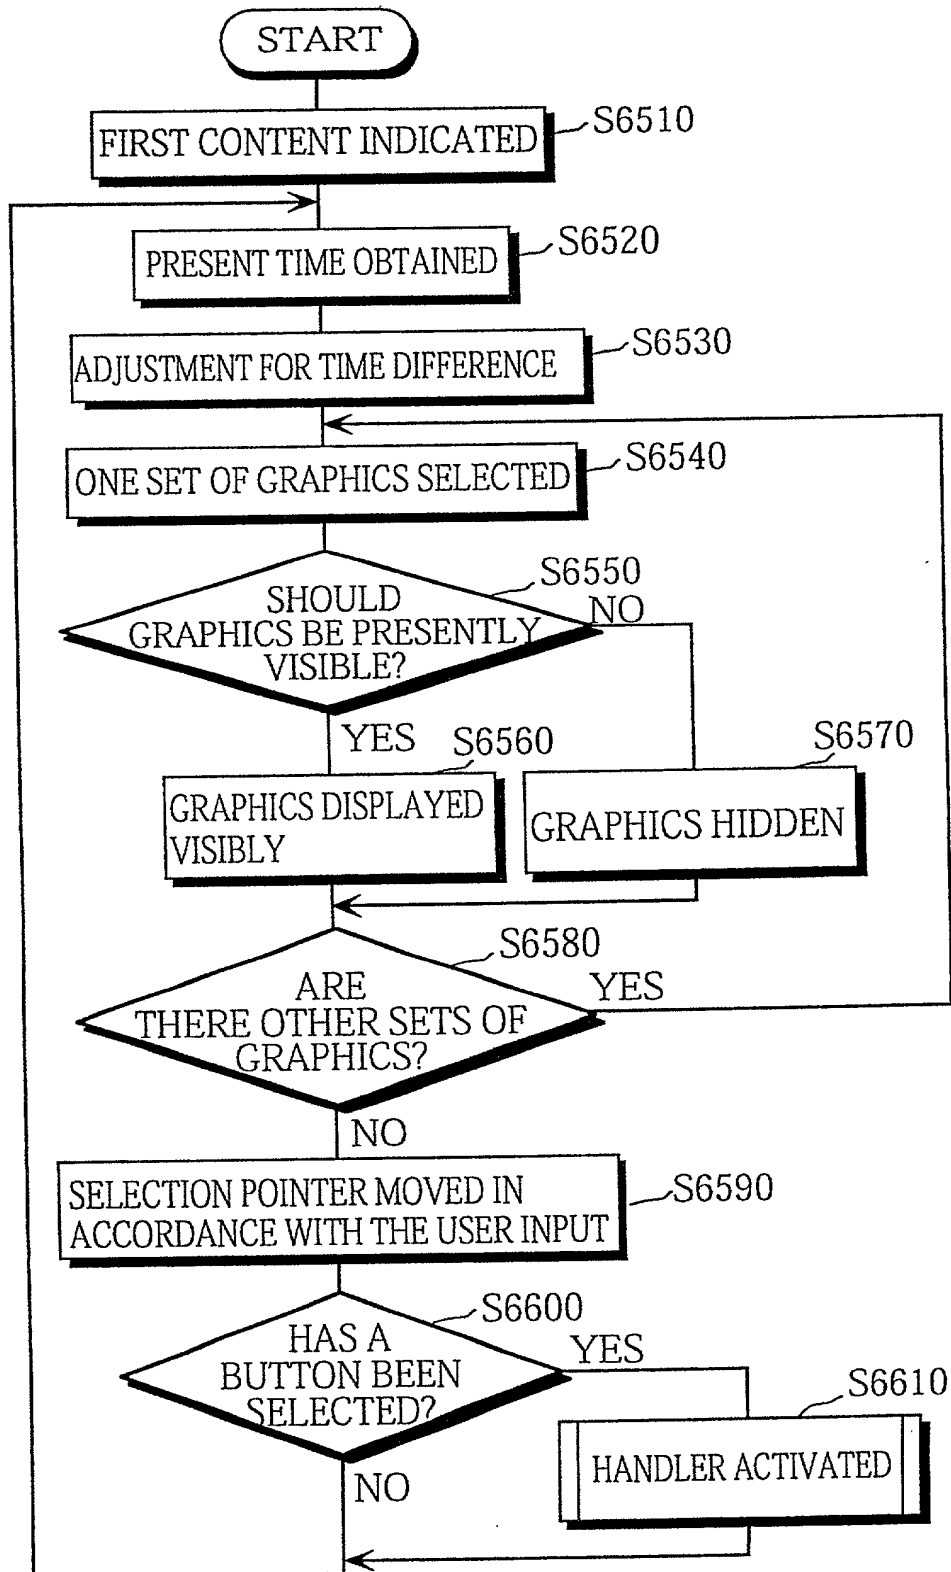 START
FIRST CONTENT INDICATED
S6510
PRESENT TIME OBTAINED
S6520
ADJUSTMENT FOR TIME DIFFERENCE
S6530
ONE SET OF GRAPHICS SELECTED
S6540
S6550
SHOULD
GRAPHICS BE PRESENTLY
VISIBLE?
NO
YES
S6560
S6570
GRAPHICS DISPLAYED
VISIBLY
GRAPHICS HIDDEN
S6580
ARE
THERE OTHER SETS OF
GRAPHICS?
YES
NO
SELECTION POINTER MOVED IN
ACCORDANCE WITH THE USER INPUT
S6590
S6600
HAS A
BUTTON BEEN
SELECTED?
YES
S6610
HANDLER ACTIVATED
NO